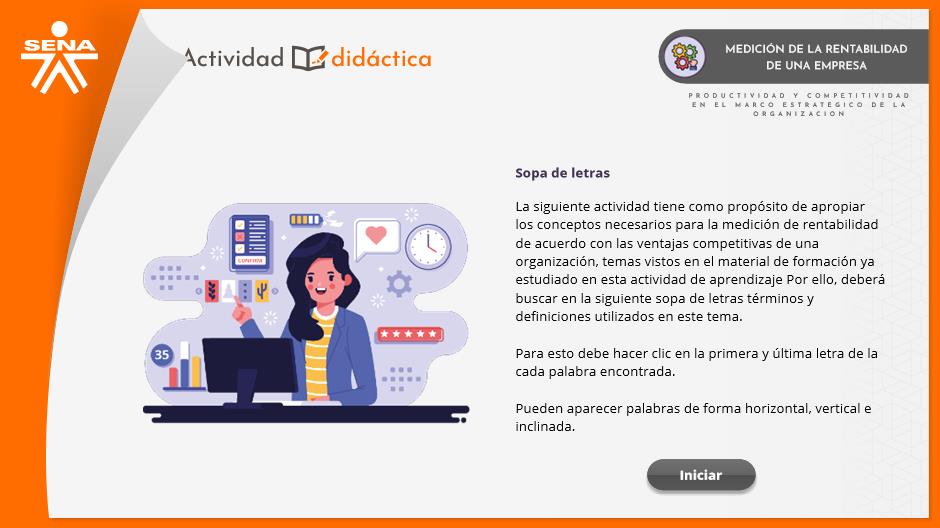 SENA
Actividad didáctica
MEDICIÓN DE LA RENTABILIDAD
DE UNA EMPRESA
PRODUCTIVIDAD Y COMPETITIVIDAD
EN EL MARCO ESTRATEGICO DE LA
ORGANIZACION
Sopa de letras
La siguiente actividad tiene como propósito de apropiar
los conceptos necesarios para la medición de rentabilidad
de acuerdo con las ventajas competitivas de una
organización, temas vistos en el material de formación ya
estudiado en esta actividad de aprendizaje Por ello, deberá
buscar en la siguiente sopa de letras términos y
definiciones utilizados en este tema.
Para esto debe hacer clic en la primera y última letra de la
cada palabra encontrada.
Pueden aparecer palabras de forma horizontal, vertical e
inclinada.
Iniciar
CONFIRM
35